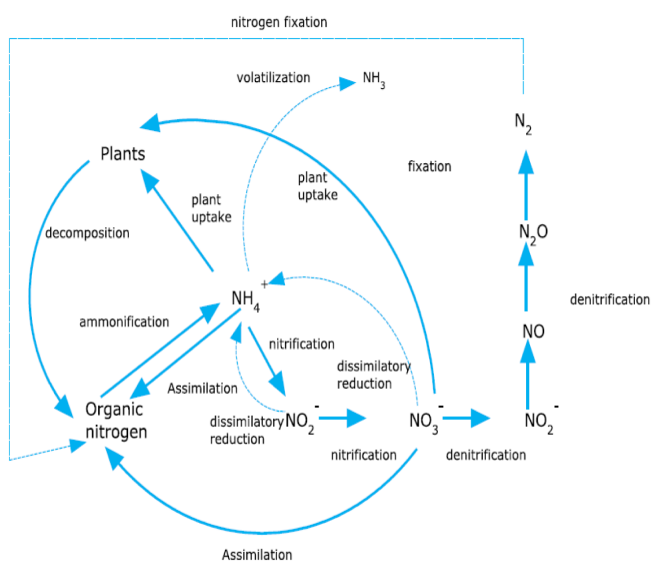 nitrogen fixation
volatilization
NH₃
N₂
Plants
fixation
plant
uptake
plant
uptake
decomposition
N₂O
NH₄⁺
denitrification
ammonification
nitrification
NO
dissimilatory
reduction
Assimilation
Organic
nitrogen
dissimilatory
reduction
NO₂⁻
NO₃⁻
NO₂⁻
nitrification
denitrification
Assimilation